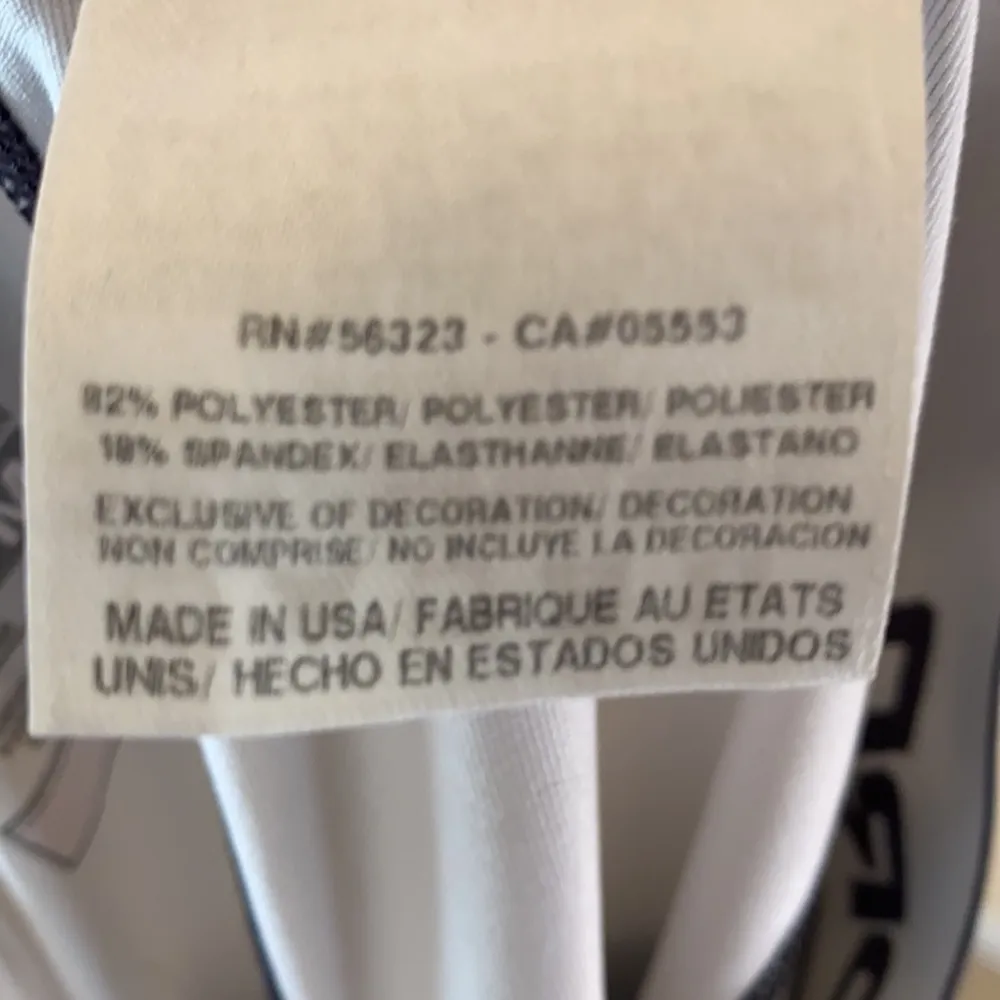 RN#56323 - CA#05553
82% POLYESTER/ POLYESTER/ POLIESTER
18% SPANDEX/ ELASTHANNE/ ELASTANO
EXCLUSIVE OF DECORATION/ DECORATION
NON COMPRISE/ NO INCLUYE LA DECORACION
MADE IN USA/ FABRIQUE AU ETATS
UNIS/ HECHO EN ESTADOS UNIDOS